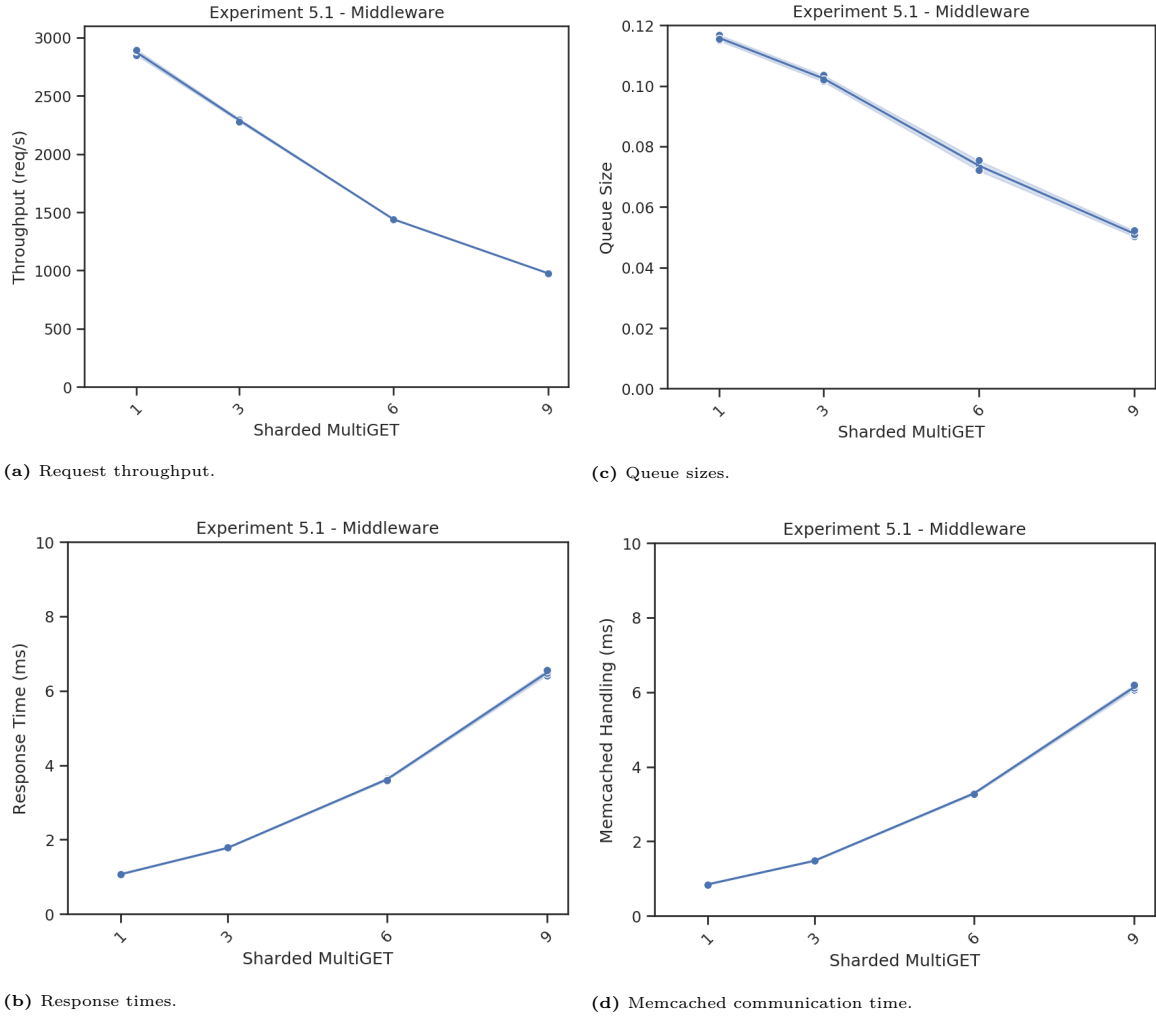 Experiment 5.1 - Middleware
3000
2500
2000
1500
1000
500
0
Throughput (req/s)
1
3
6
9
Sharded MultiGET
(a) Request throughput.
Experiment 5.1 - Middleware
0.12
0.10
0.08
0.06
0.04
0.02
0.00
Queue Size
1
3
6
9
Sharded MultiGET
(c) Queue sizes.
Experiment 5.1 - Middleware
10
8
6
4
2
0
Response Time (ms)
1
3
6
9
Sharded MultiGET
(b) Response times.
Experiment 5.1 - Middleware
10
8
6
4
2
0
Memcached Handling (ms)
1
3
6
9
Sharded MultiGET
(d) Memcached communication time.